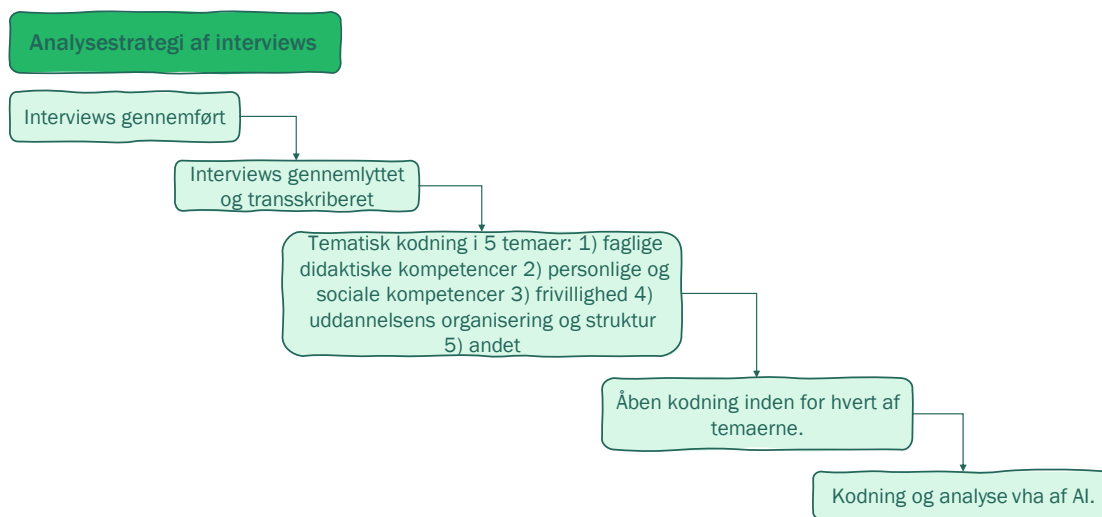 Analysestrategi af interviews
Interviews gennemført
Interviews gennemlyttet
og transskriberet
Tematisk kodning i 5 temaer: 1) faglige
didaktiske kompetencer 2) personlige og
sociale kompetencer 3) frivillighed 4)
uddannelsens organisering og struktur
5) andet
Åben kodning inden for hvert af
temaerne.
Kodning og analyse vha af AI.